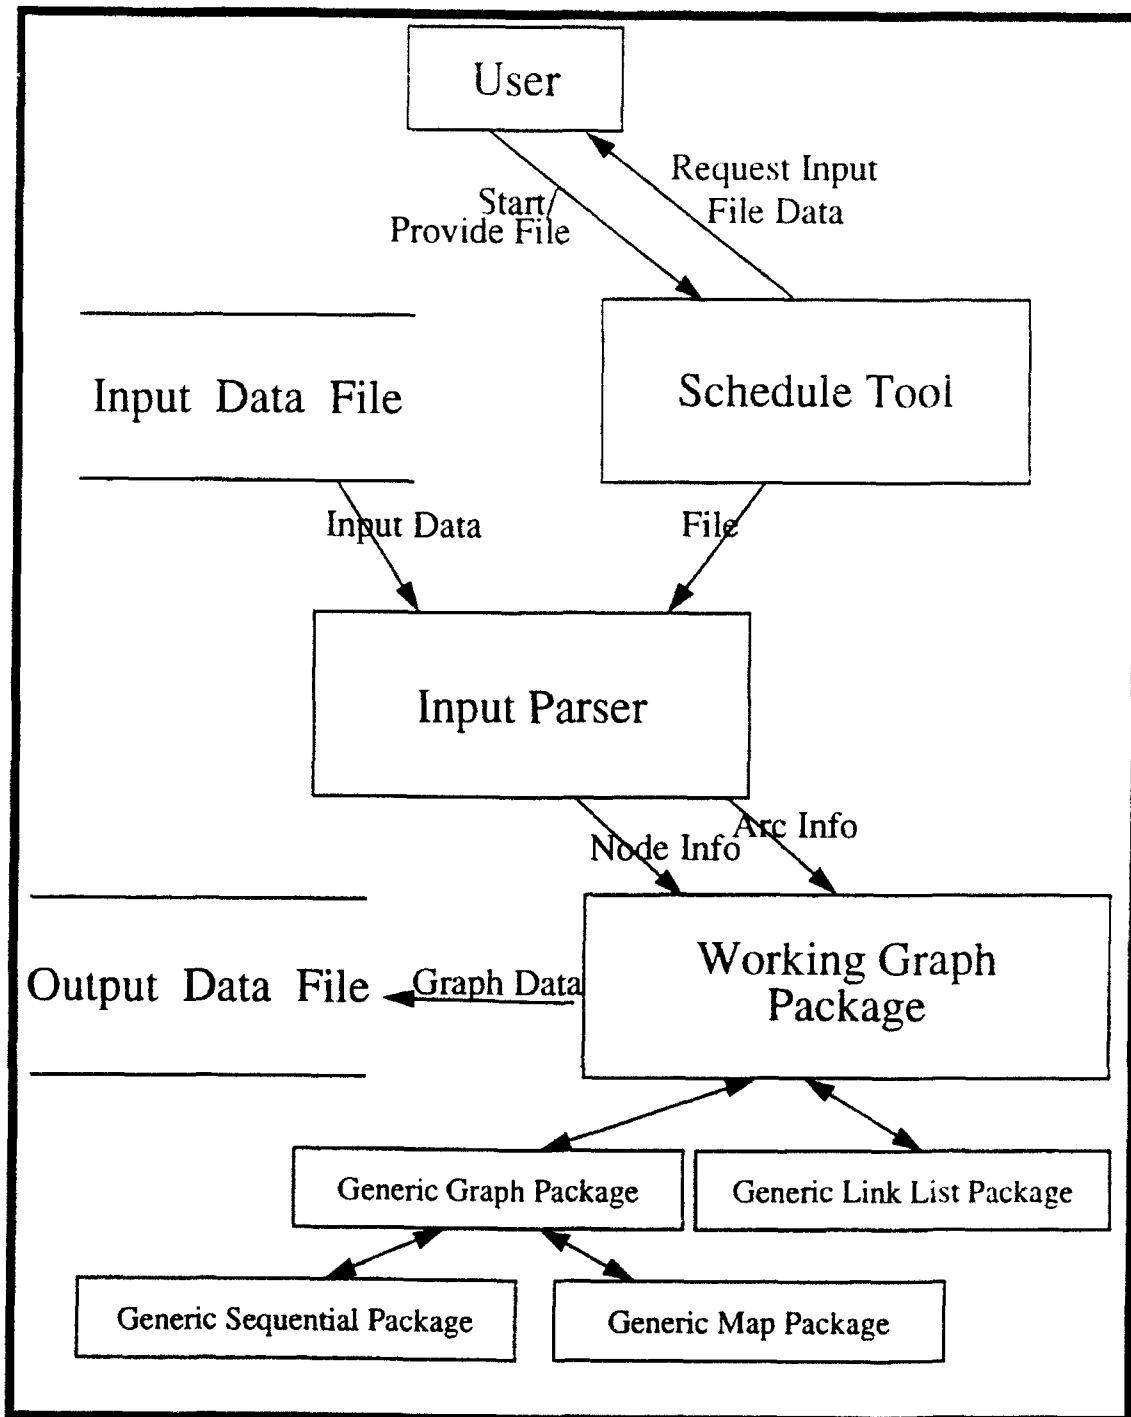 User
Request Input
File Data
Start/
Provide File
Input Data File
Schedule Tool
Input Data
File
Input Parser
Arc Info
Node Info
Working Graph
Package
Output Data File
Graph Data
Generic Graph Package
Generic Link List Package
Generic Sequential Package
Generic Map Package